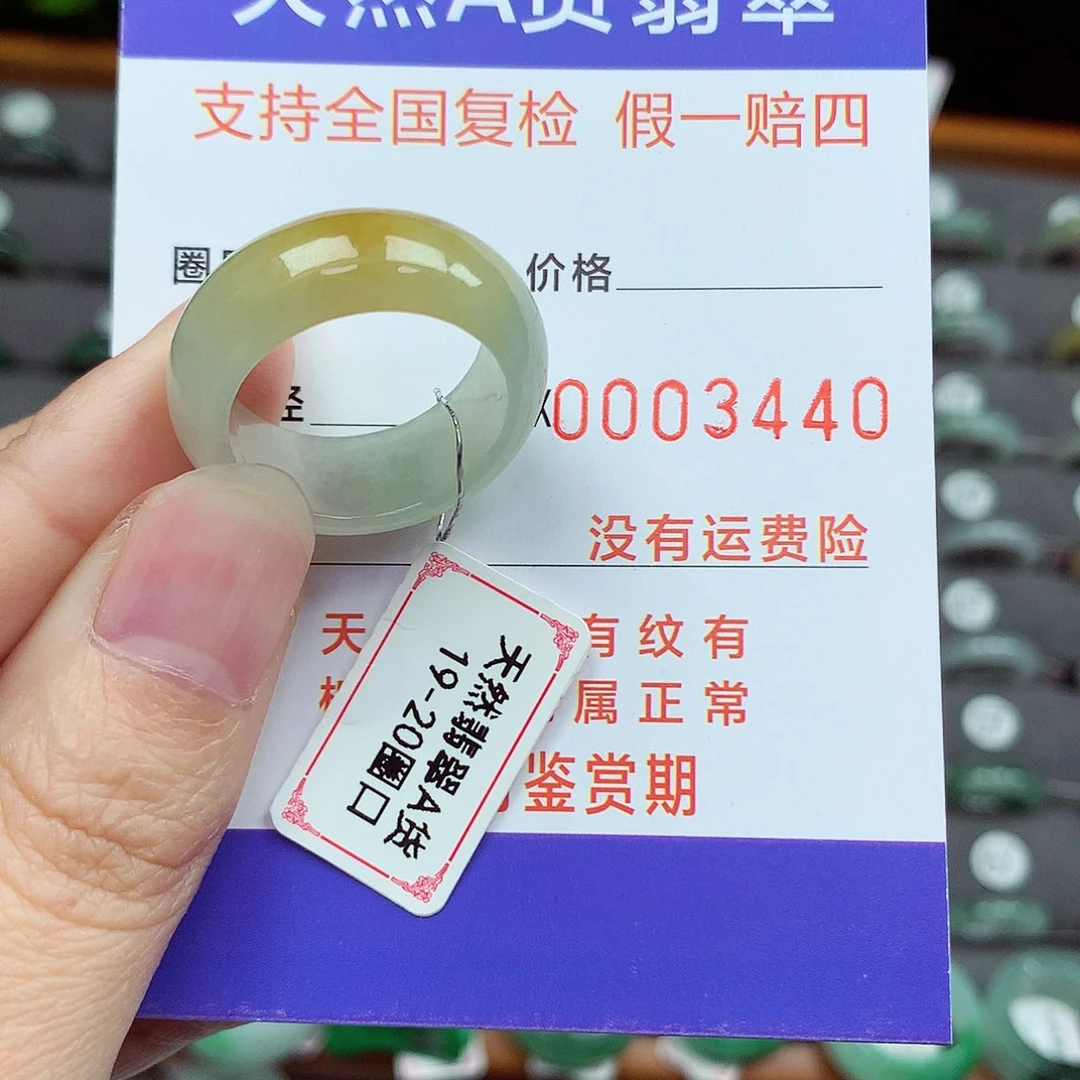 天然A货翡翠
支持全国复检 假一赔四
圈 价格
径 0003440
没有运费险
天 有纹有
属正常
鉴赏期
天然翡翠A货
19-20圈口